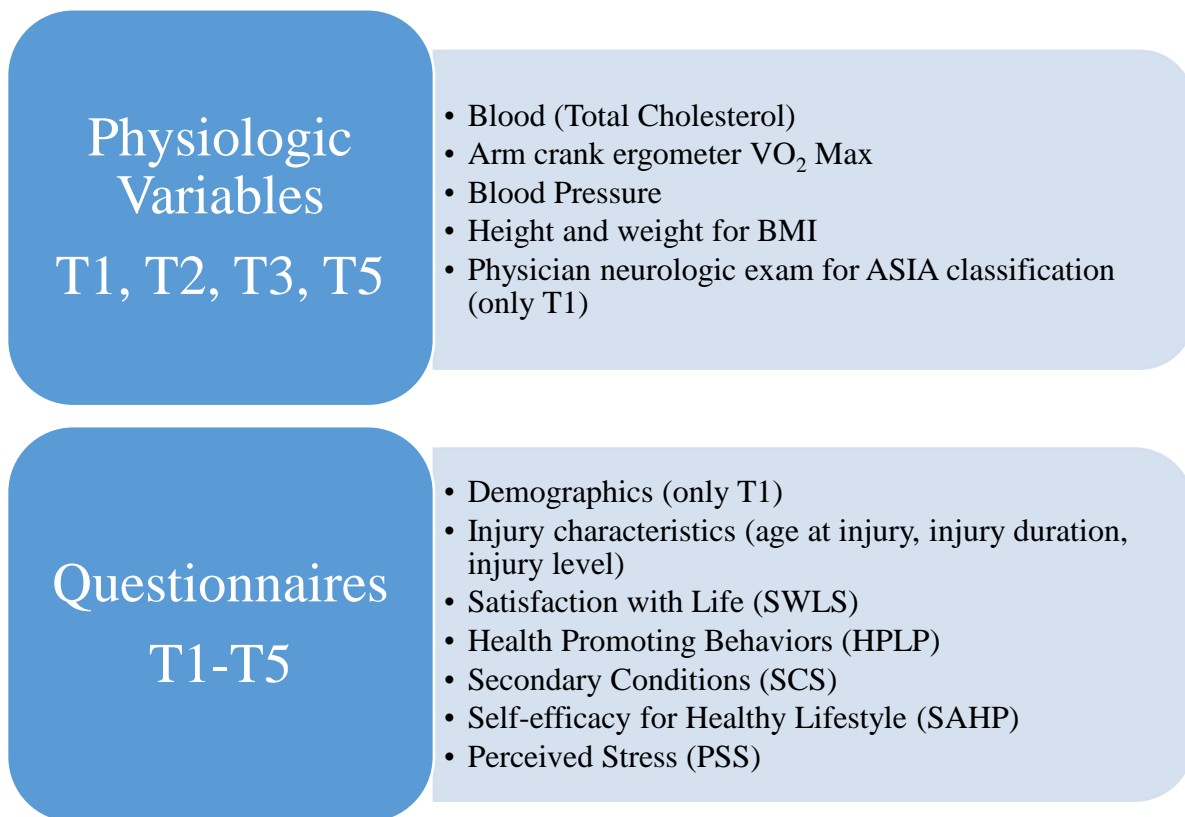 Physiologic
Variables
T1, T2, T3, T5
• Blood (Total Cholesterol)
• Arm crank ergometer VO₂ Max
• Blood Pressure
• Height and weight for BMI
• Physician neurologic exam for ASIA classification
(only T1)
Questionnaires
T1-T5
• Demographics (only T1)
• Injury characteristics (age at injury, injury duration,
injury level)
• Satisfaction with Life (SWLS)
• Health Promoting Behaviors (HPLP)
• Secondary Conditions (SCS)
• Self-efficacy for Healthy Lifestyle (SAHP)
• Perceived Stress (PSS)